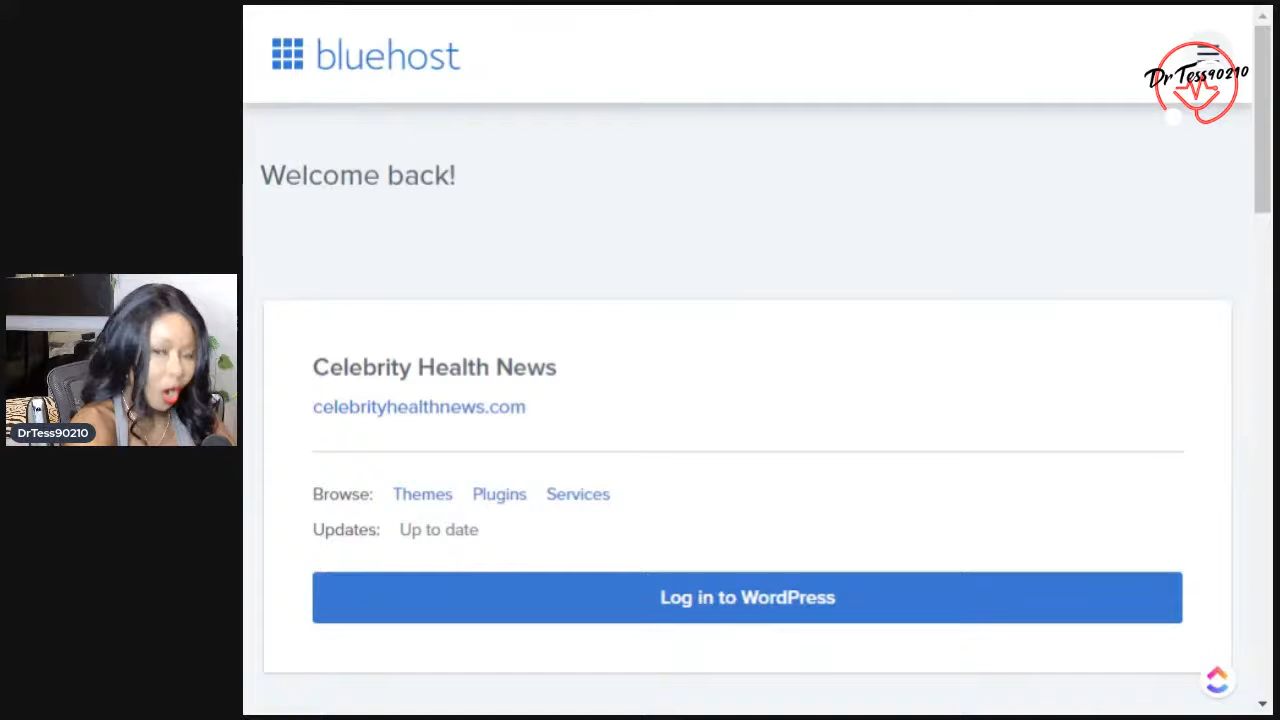 bluehost
DrTess90210
Welcome back!
Celebrity Health News
celebrityhealthnews.com
Browse: Themes Plugins Services
Updates: Up to date
Log in to WordPress
DrTess90210